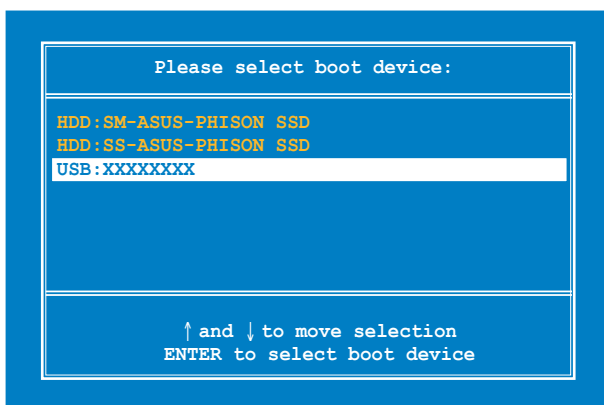 Please select boot device:
HDD:SM-ASUS-PHISON SSD
HDD:SS-ASUS-PHISON SSD
USB:XXXXXXXX
↑ and ↓ to move selection
ENTER to select boot device